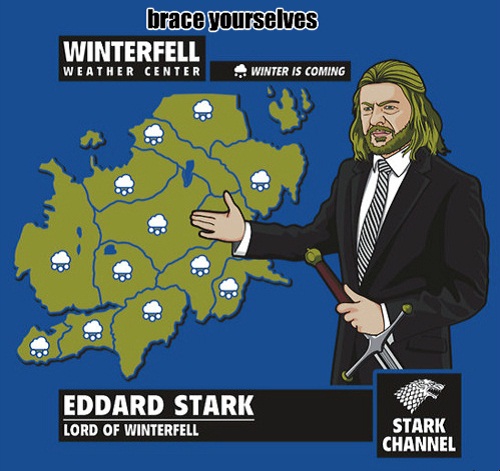 brace yourselves
WINTERFELL
WEATHER CENTER
WINTER IS COMING
EDDARD STARK
LORD OF WINTERFELL
STARK
CHANNEL